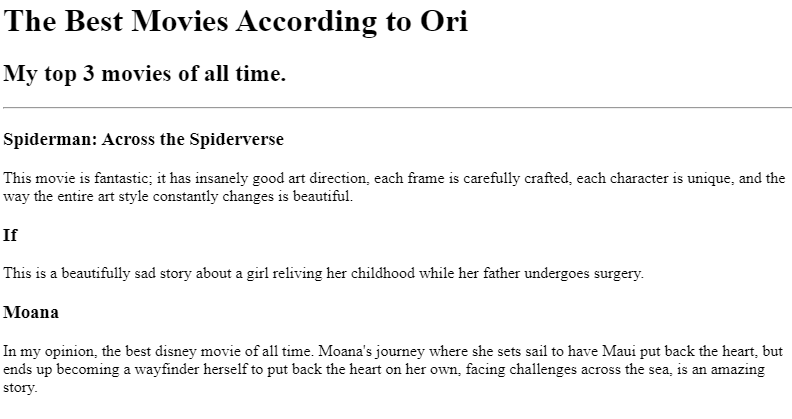 The Best Movies According to Ori
My top 3 movies of all time.
Spiderman: Across the Spiderverse
This movie is fantastic; it has insanely good art direction, each frame is carefully crafted, each character is unique, and the
way the entire art style constantly changes is beautiful.
If
This is a beautifully sad story about a girl reliving her childhood while her father undergoes surgery.
Moana
In my opinion, the best disney movie of all time. Moana's journey where she sets sail to have Maui put back the heart, but
ends up becoming a wayfinder herself to put back the heart on her own, facing challenges across the sea, is an amazing
story.